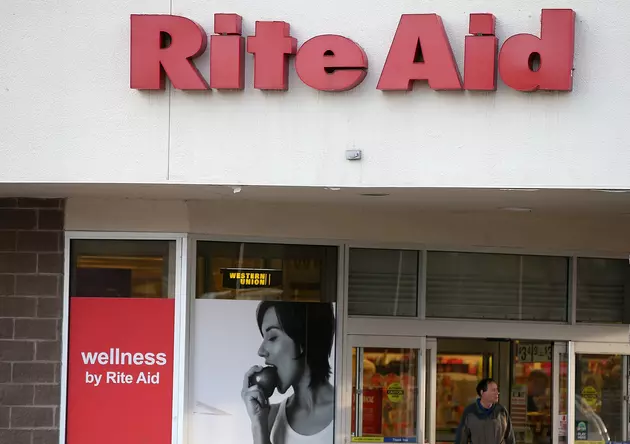 Rite Aid
WESTERN
UNION
wellness
by Rite Aid